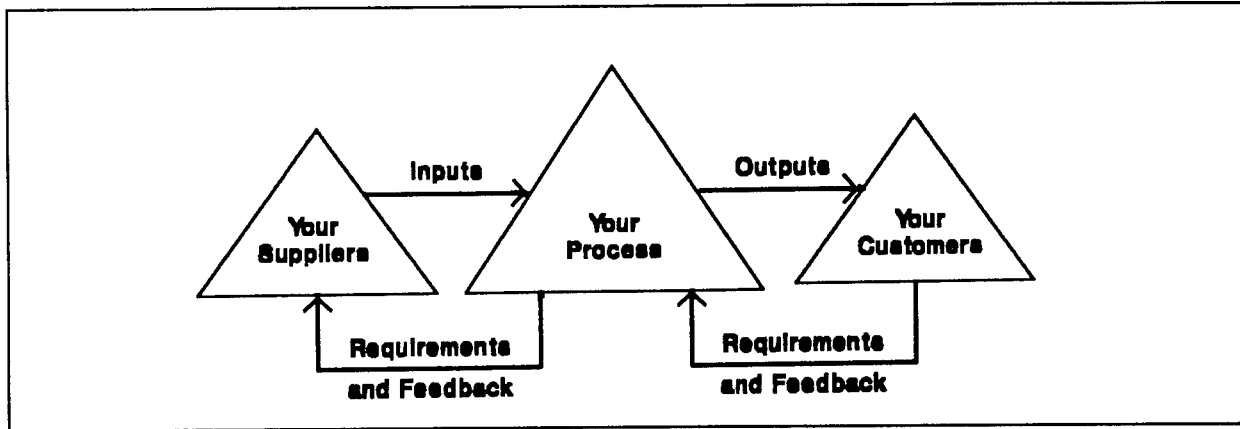 Inputs
Outputs
Your
Suppliers
Your
Process
Your
Customers
Requirements
and Feedback
Requirements
and Feedback